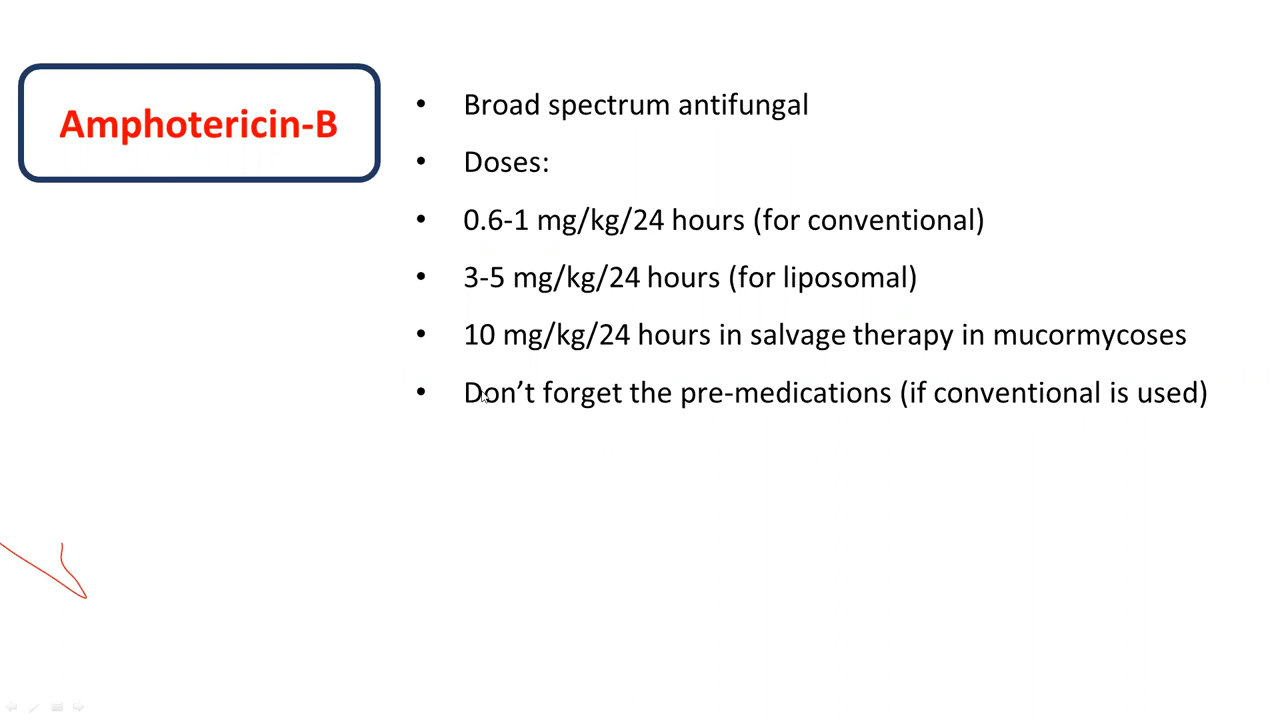 Amphotericin-B
• Broad spectrum antifungal
• Doses:
• 0.6-1 mg/kg/24 hours (for conventional)
• 3-5 mg/kg/24 hours (for liposomal)
• 10 mg/kg/24 hours in salvage therapy in mucormycoses
• Don’t forget the pre-medications (if conventional is used)